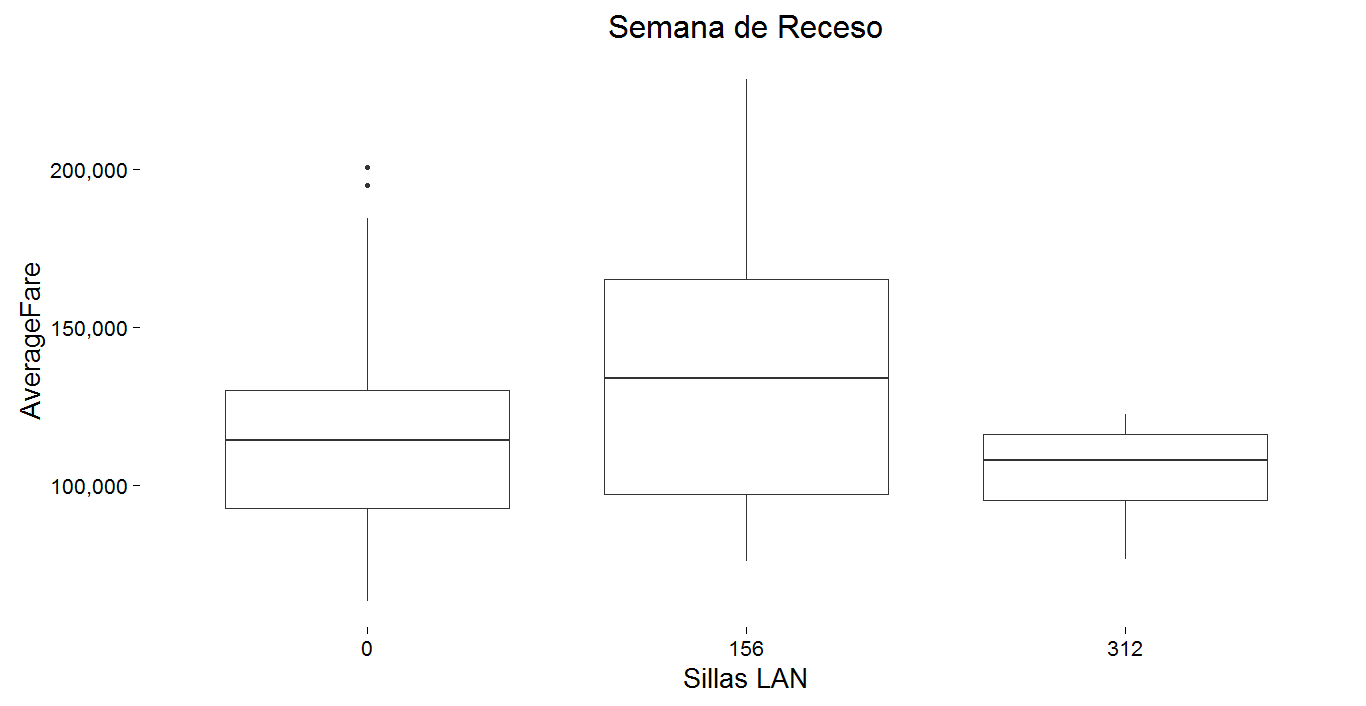 Semana de Receso
AverageFare
200,000
150,000
100,000
0
156
312
Sillas LAN